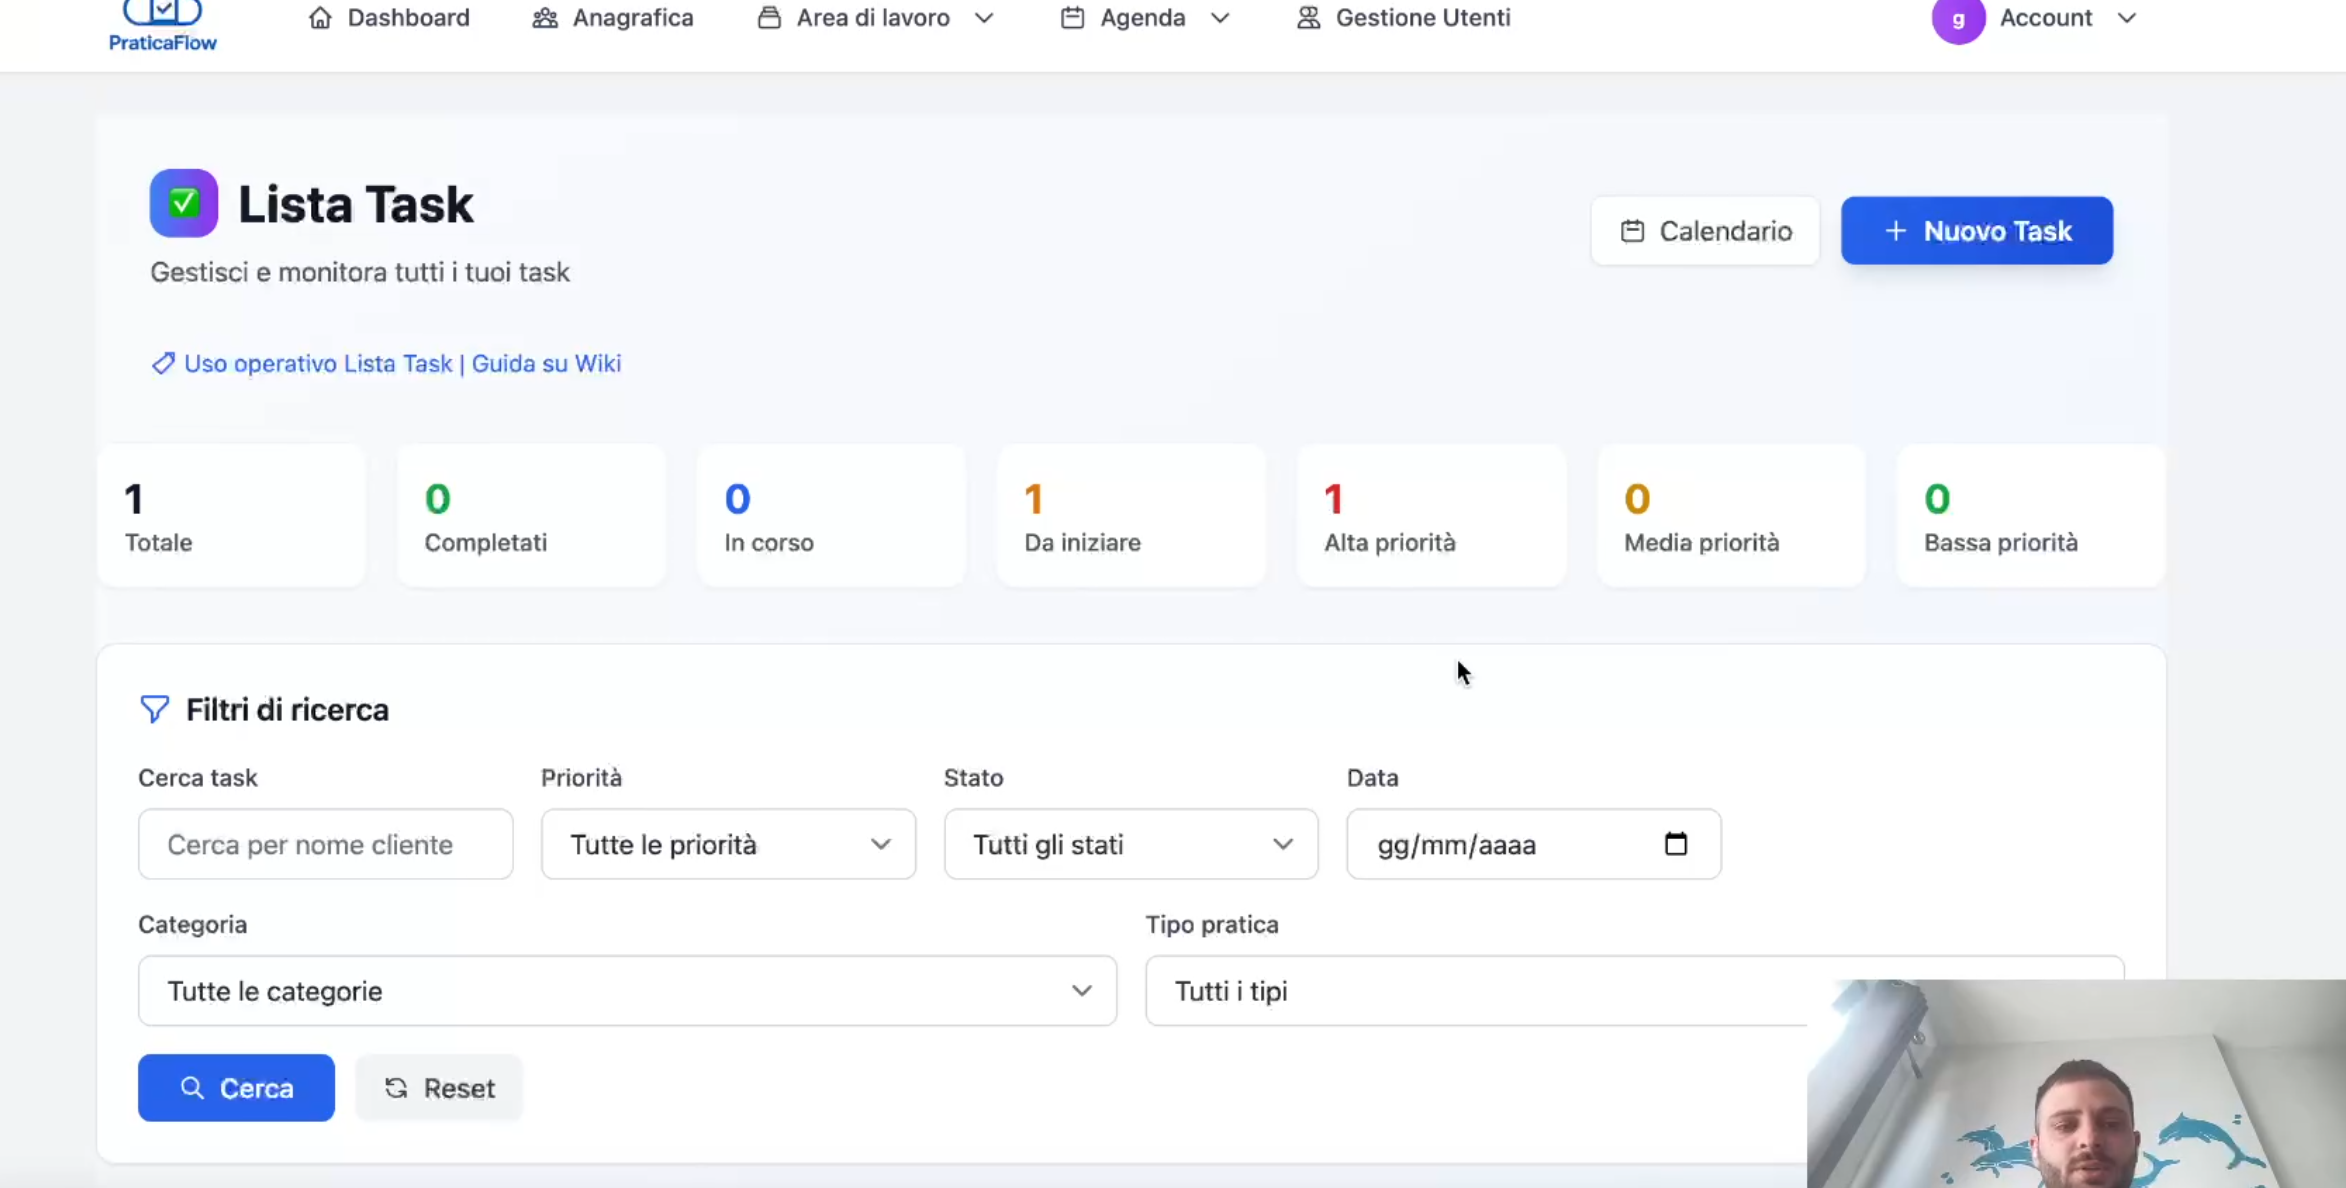 PraticaFlow
Dashboard
Anagrafica
Area di lavoro
Agenda
Gestione Utenti
g
Account
Lista Task
Gestisci e monitora tutti i tuoi task
Calendario
+ Nuovo Task
Uso operativo Lista Task | Guida su Wiki
1
Totale
0
Completati
0
In corso
1
Da iniziare
1
Alta priorità
0
Media priorità
0
Bassa priorità
Filtri di ricerca
Cerca task
Cerca per nome cliente
Priorità
Tutte le priorità
Stato
Tutti gli stati
Data
gg/mm/aaaa
Categoria
Tutte le categorie
Tipo pratica
Tutti i tipi
Cerca
Reset